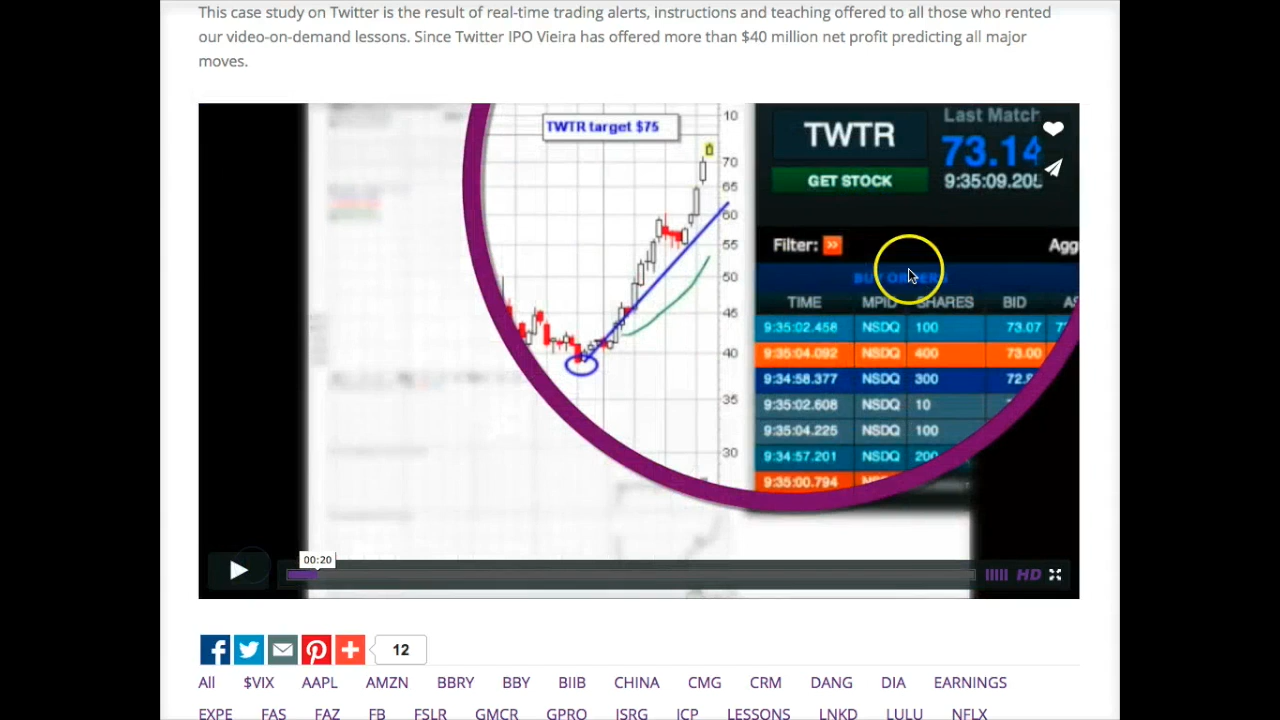 This case study on Twitter is the result of real-time trading alerts, instructions and teaching offered to all those who rented
our video-on-demand lessons. Since Twitter IPO Vieira has offered more than $40 million net profit predicting all major
moves.
TWTR target $75
10
70
65
60
55
50
45
40
35
30
TWTR
Last Match
73.14
GET STOCK
9:35:09.205
Filter: »
Agg
TIME MPID SHARES BID AS
9:35:02.458 NSDQ 100 73.07
9:35:04.092 NSDQ 400 73.00
9:34:58.377 NSDQ 300 72.
9:35:02.608 NSDQ 10
9:35:04.225 NSDQ 100
9:34:57.201 NSDQ 200
9:35:00.794
00:20
HD
12
All $VIX AAPL AMZN BBRY BBY BIIB CHINA CMG CRM DANG DIA EARNINGS
EXPE FAS FAZ FB FSLR GMCR GPRO ISRG JCP LESSONS LNKD LULU NFLX